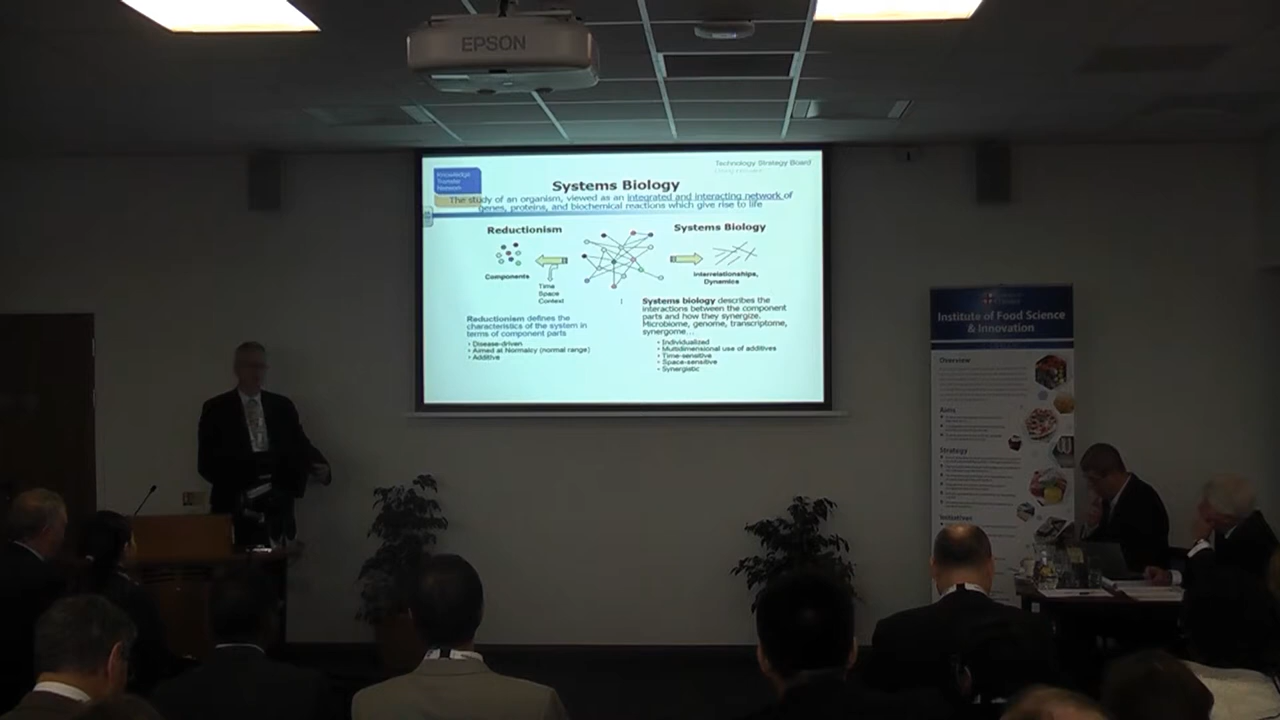 EPSON
Technology Strategy Board
Knowledge
Transfer
Network
Systems Biology
The study of an organism, viewed as an integrated and interacting network of
genes, proteins, and biochemical reactions which give rise to life
Reductionism
Systems Biology
Components
Time
Space
Context
Interrelationships,
Dynamics
Reductionism defines the
characteristics of the system in
terms of component parts
• Disease-driven
• Aimed at Normalcy (normal range)
• Additive
Systems biology describes the
interactions between the component
parts and how they synergize.
Microbiome, genome, transcriptome,
synergome...
• Individualized
• Multidimensional use of additives
• Time-sensitive
• Space-sensitive
• Synergistic
Institute of Food Science
& Innovation
Overview
Aims
Strategy
Initiatives